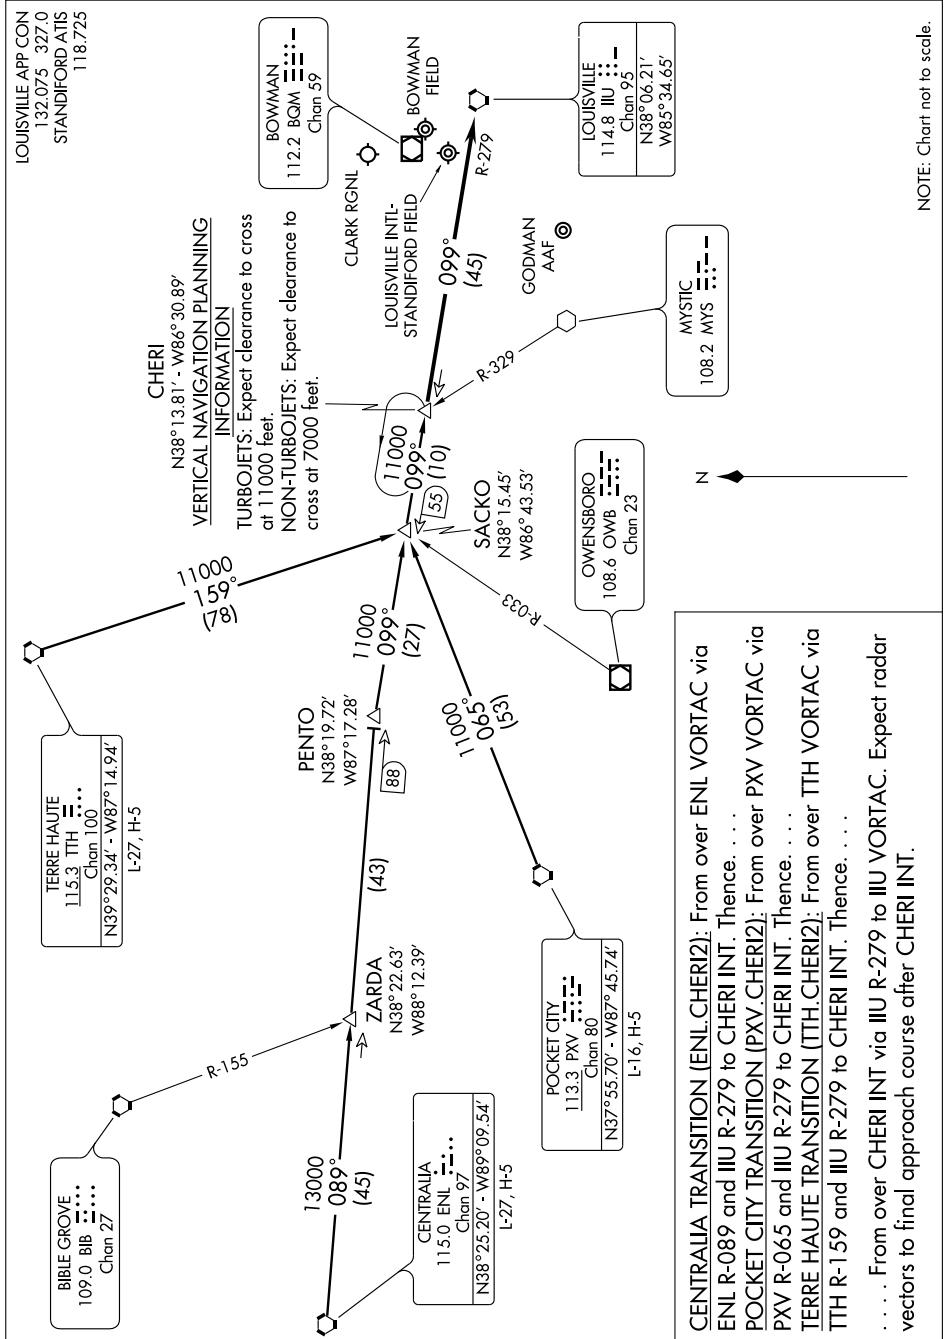 LOUISVILLE APP CON
132.075 327.0
STANDIFORD ATIS
118.725
BOWMAN
112.2 BQM
Chan 59
BOWMAN
FIELD
CLARK RGNL
LOUISVILLE INTL-
STANDIFORD FIELD
LOUISVILLE
114.8 IIU
Chan 95
N38°06.21'
W85°34.65'
R-279
099°
(45)
GODMAN
AAF
CHERI
N38°13.81' - W86°30.89'
VERTICAL NAVIGATION PLANNING
INFORMATION
TURBOJETS: Expect clearance to cross
at 11000 feet.
NON-TURBOJETS: Expect clearance to
cross at 7000 feet.
R-329
MYSTIC
108.2 MYS
11000
099°
(10)
55
SACKO
N38°15.45'
W86°43.53'
11000
159°
(78)
R-033
OWENSBORO
108.6 OWB
Chan 23
N
TERRE HAUTE
115.3 TTH
Chan 100
N39°29.34' - W87°14.94'
L-27, H-5
11000
099°
(27)
PENTO
N38°19.72'
W87°17.28'
88
11000
065°
(53)
(43)
POCKET CITY
113.3 PXV
Chan 80
N37°55.70' - W87°45.74'
L-16, H-5
ZARDA
N38°22.63'
W88°12.39'
R-155
BIBLE GROVE
109.0 BIB
Chan 27
13000
089°
(45)
CENTRALIA
115.0 ENL
Chan 97
N38°25.20' - W89°09.54'
L-27, H-5
NOTE: Chart not to scale.
CENTRALIA TRANSITION (ENL.CHERI2): From over ENL VORTAC via
ENL R-089 and IIU R-279 to CHERI INT. Thence. . . .
POCKET CITY TRANSITION (PXV.CHERI2): From over PXV VORTAC via
PXV R-065 and IIU R-279 to CHERI INT. Thence. . . .
TERRE HAUTE TRANSITION (TTH.CHERI2): From over TTH VORTAC via
TTH R-159 and IIU R-279 to CHERI INT. Thence. . . .
. . . . From over CHERI INT via IIU R-279 to IIU VORTAC. Expect radar
vectors to final approach course after CHERI INT.